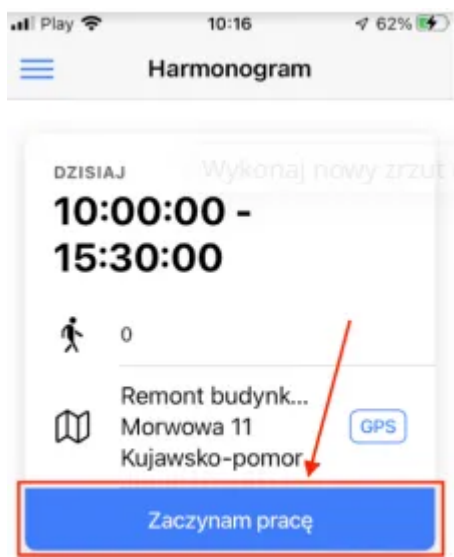 Play 10:16 62%
Harmonogram
Wykonaj nowy zrzut
DZISIAJ
10:00:00 -
15:30:00
0
Remont budynk...
Morwowa 11
Kujawsko-pomor
GPS
Zaczynam pracę